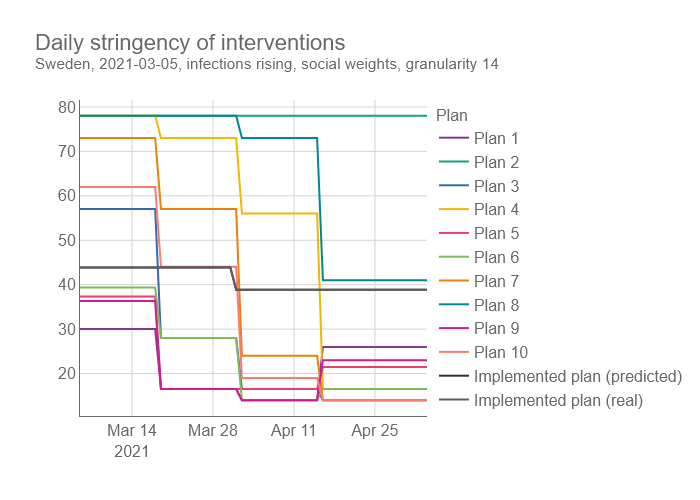 Daily stringency of interventions
Sweden, 2021-03-05, infections rising, social weights, granularity 14
80
70
60
50
40
30
20
Mar 14
2021
Mar 28
Apr 11
Apr 25
Plan
Plan 1
Plan 2
Plan 3
Plan 4
Plan 5
Plan 6
Plan 7
Plan 8
Plan 9
Plan 10
Implemented plan (predicted)
Implemented plan (real)